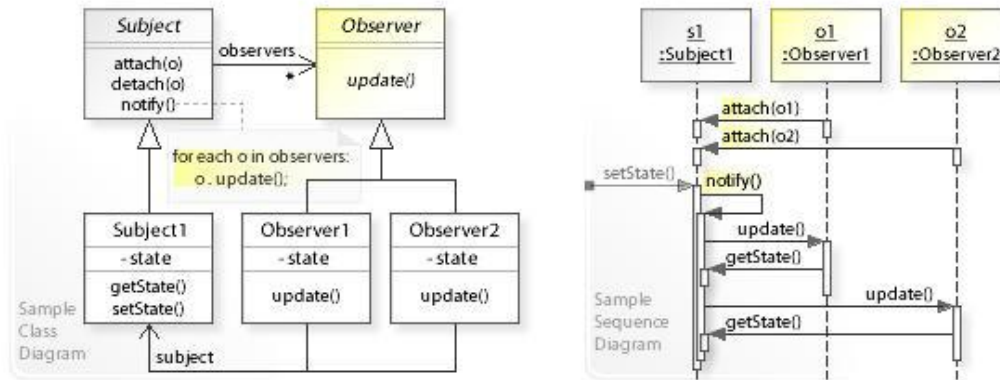 Subject
attach(o)
detach(o)
notify()
observers
*
Observer
update()
for each o in observers:
o . update();
Subject1
- state
getState()
setState()
Observer1
- state
update()
Observer2
- state
update()
subject
Sample
Class
Diagram
s1
:Subject1
o1
:Observer1
o2
:Observer2
attach(o1)
attach(o2)
setState()
notify()
update()
getState()
update()
getState()
Sample
Sequence
Diagram